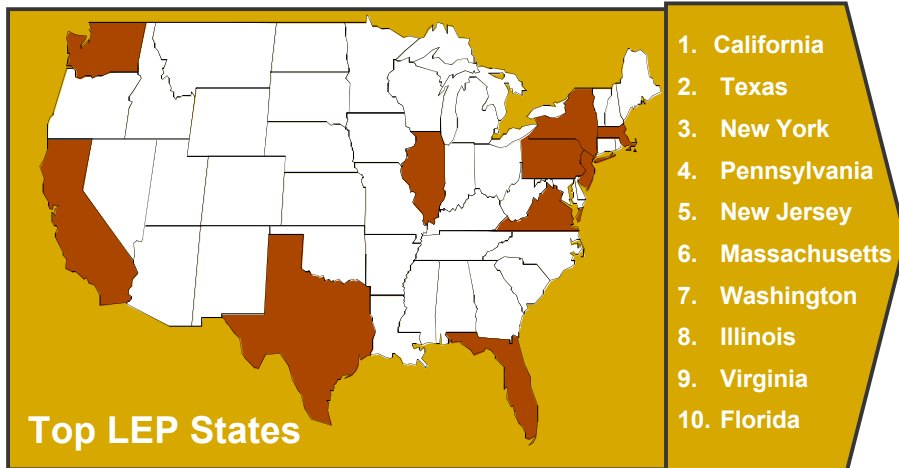 1. California
2. Texas
3. New York
4. Pennsylvania
5. New Jersey
6. Massachusetts
7. Washington
8. Illinois
9. Virginia
10. Florida
Top LEP States